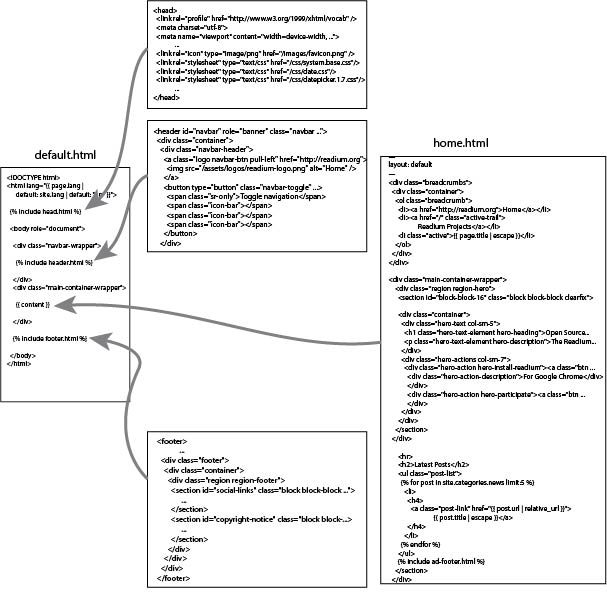 <head>
<linkrel="profile" href="http://www.w3.org/1999/xhtml/vocab" />
<meta charset="utf-8">
<meta name="viewport" content="width=device-width, ...">
...
<linkrel="icon" type="image/png" href="/images/favicon.png" />
<linkrel="stylesheet" type="text/css" href="/css/system.base.css"/>
<linkrel="stylesheet" type="text/css" href="/css/date.css"/>
<linkrel="stylesheet" type="text/css" href="/css/datepicker.1.7.css"/>
...
</head>
<header id="navbar" role="banner" class="navbar ...">
<div class="container">
<div class="navbar-header">
<a class="logo navbar-btn pull-left" href="http://readium.org">
<img src="/assets/logos/readium-logo.png" alt="Home" />
</a>
<button type="button" class="navbar-toggle" ...>
<span class="sr-only">Toggle navigation</span>
<span class="icon-bar"></span>
<span class="icon-bar"></span>
<span class="icon-bar"></span>
</button>
</div>
default.html
<!DOCTYPE html>
<html lang="{{ page.lang |
default: site.lang | default: }}">
{% include head.html %}
<body role="document">
<div class="navbar-wrapper">
{% include header.html %}
</div>
<div class="main-container-wrapper">
{{ content }}
</div>
{% include footer.html %}
</body>
</html>
<footer>
...
<div class="footer">
<div class="container">
<div class="region region-footer">
<section id="social-links" class="block block-block ...">
...
</section>
<section id="copyright-notice" class="block block-...>
...
</section>
</div>
</div>
</div>
</footer>
home.html
---
layout: default
---
<div class="breadcrumbs">
<div class="container">
<ol class="breadcrumb">
<li><a href="http://readium.org">Home</a></li>
<li><a href="/" class="active-trail">
Readium Projects</a></li>
<li class="active">{{ page.title | escape }}</li>
</ol>
</div>
</div>
<div class="main-container-wrapper">
<div class="region region-hero">
<section id="block-block-16" class="block block-block clearfix">
<div class="container">
<div class="hero-text col-sm-5">
<h1 class="hero-text-element hero-heading">Open Source...
<p class="hero-text-element hero-description">The Readium...
</div>
<div class="hero-actions col-sm-7">
<div class="hero-action hero-install-readium"><a class="btn ...
<div class="hero-action-description">For Google Chrome</div>
</div>
<div class="hero-action hero-participate"><a class="btn ...
</div>
</div>
</div>
</section>
</div>
<hr>
<h2>Latest Posts</h2>
<ul class="post-list">
{% for post in site.categories.news limit:5 %}
<li>
<h4>
<a class="post-link" href="{{ post.url | relative_url }}">
{{ post.title | escape }}</a>
</h4>
</li>
{% endfor %}
</ul>
{% include ad-footer.html %}
</section>
</div>